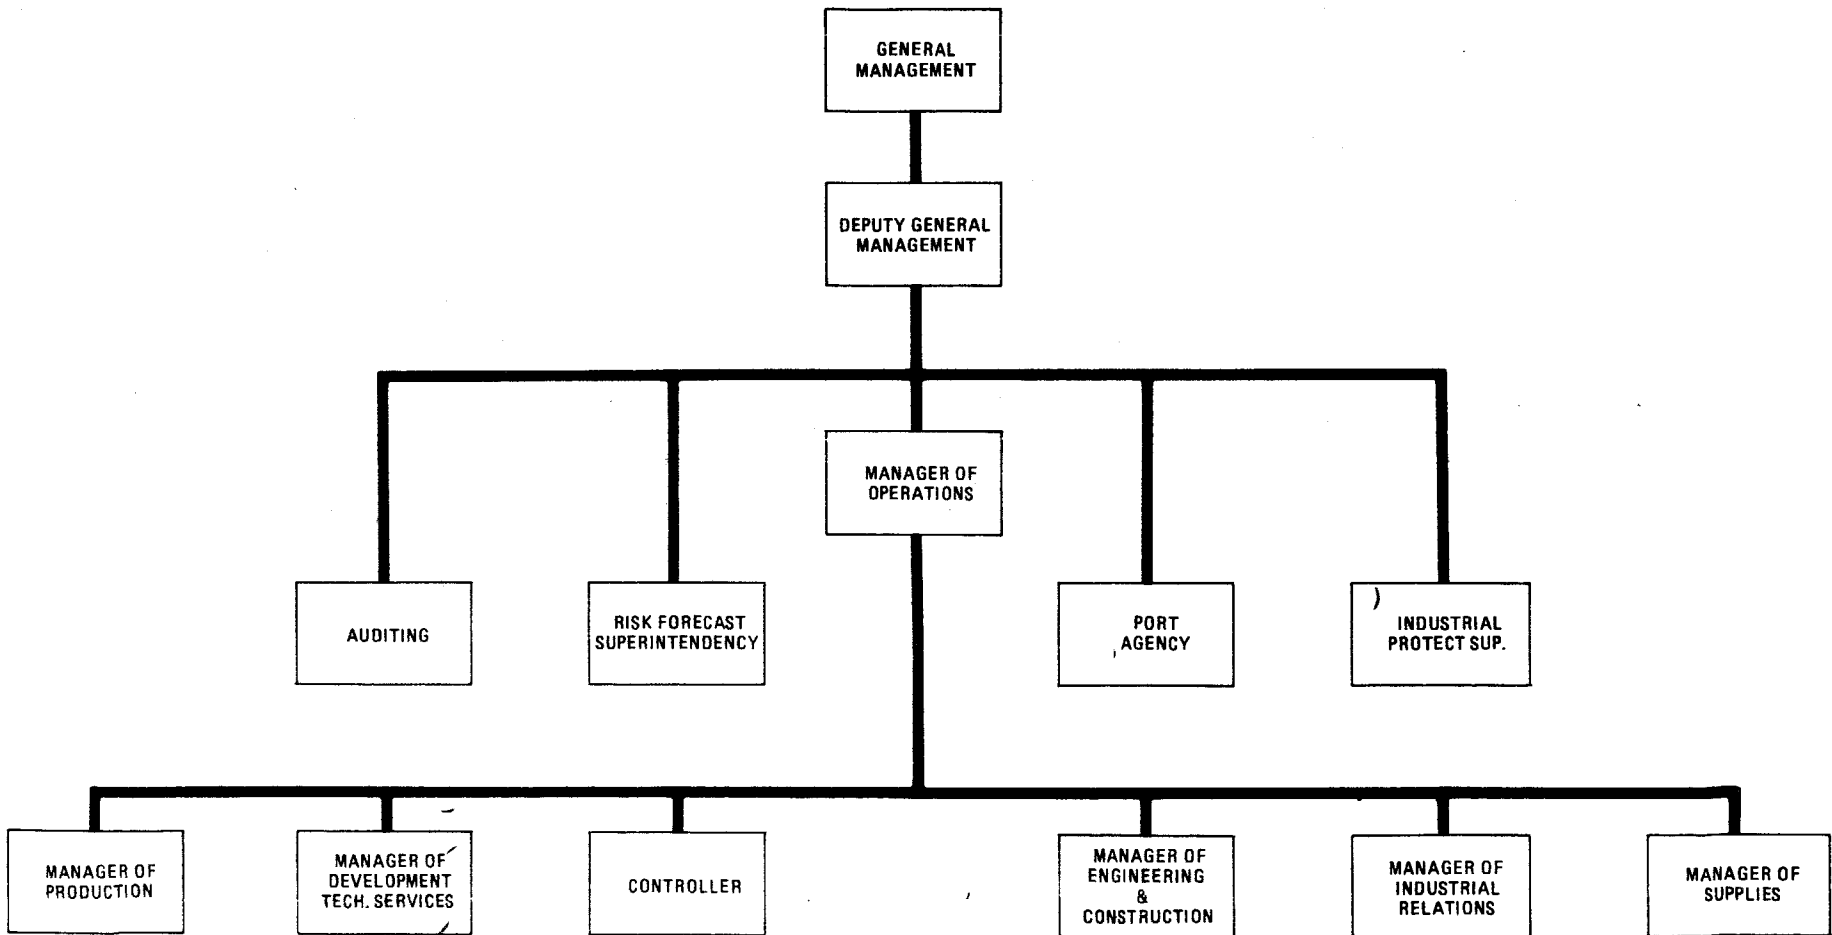 GENERAL
MANAGEMENT
DEPUTY GENERAL
MANAGEMENT
MANAGER OF
OPERATIONS
AUDITING
RISK FORECAST
SUPERINTENDENCY
PORT
AGENCY
INDUSTRIAL
PROTECT SUP.
MANAGER OF
PRODUCTION
MANAGER OF
DEVELOPMENT
TECH. SERVICES
CONTROLLER
MANAGER OF
ENGINEERING
&
CONSTRUCTION
MANAGER OF
INDUSTRIAL
RELATIONS
MANAGER OF
SUPPLIES